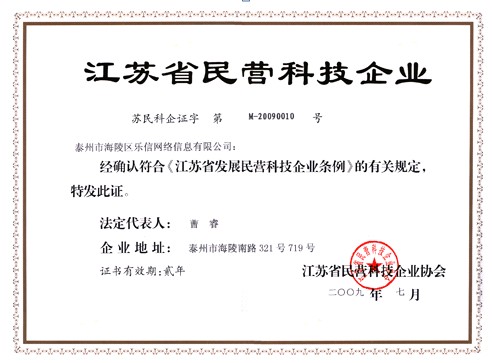 江苏省民营科技企业
苏民科企证字 第 M-20090010 号
泰州市海陵区乐信网络信息有限公司：
经确认符合《江苏省发展民营科技企业条例》的有关规定，
特发此证。
法定代表人： 曹 睿
企 业 地 址： 泰州市海陵南路321号719号
证书有效期：贰年
江苏省民营科技企业协会
二〇〇九 年 七 月